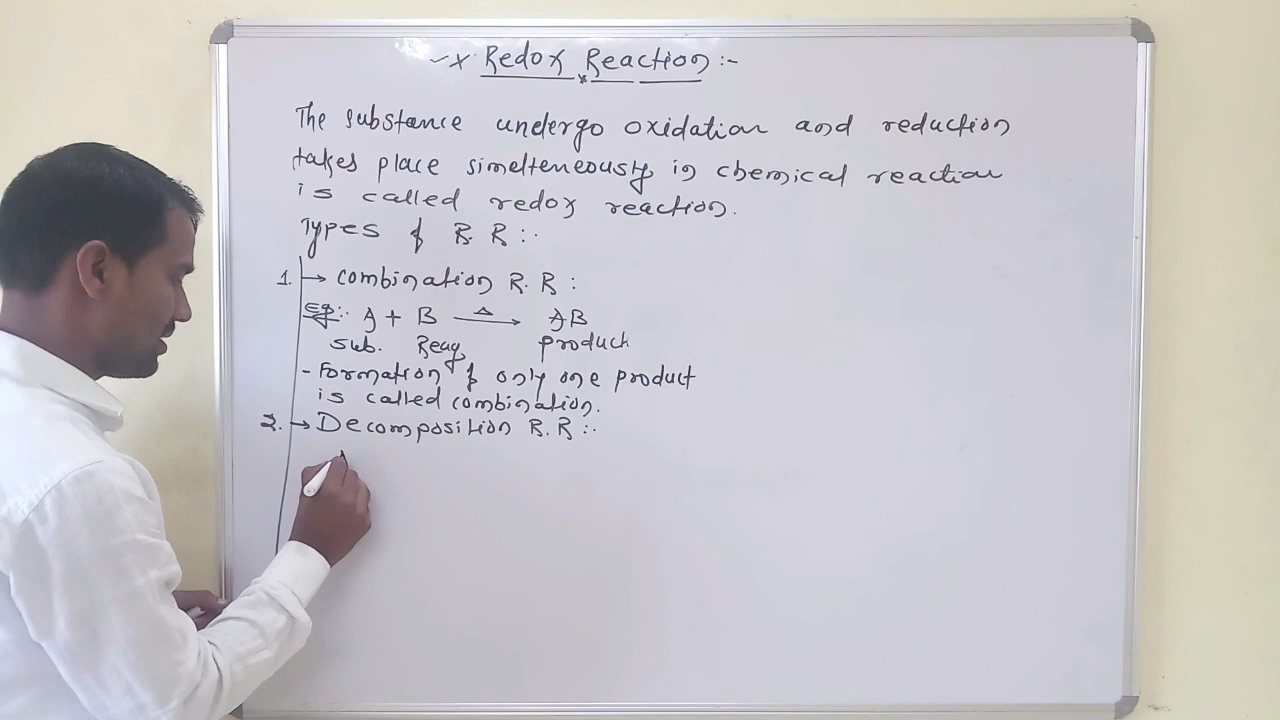 x Redox Reaction :-
The substance undergo oxidation and reduction
takes place simelteneously in chemical reaction
is called redox reaction.
Types of R.R :.
1. → combination R.R :
Eg:. A + B —Δ→ AB
sub. Reag product
- Formation of only one product
is called combination.
2. → Decomposition R.R :.